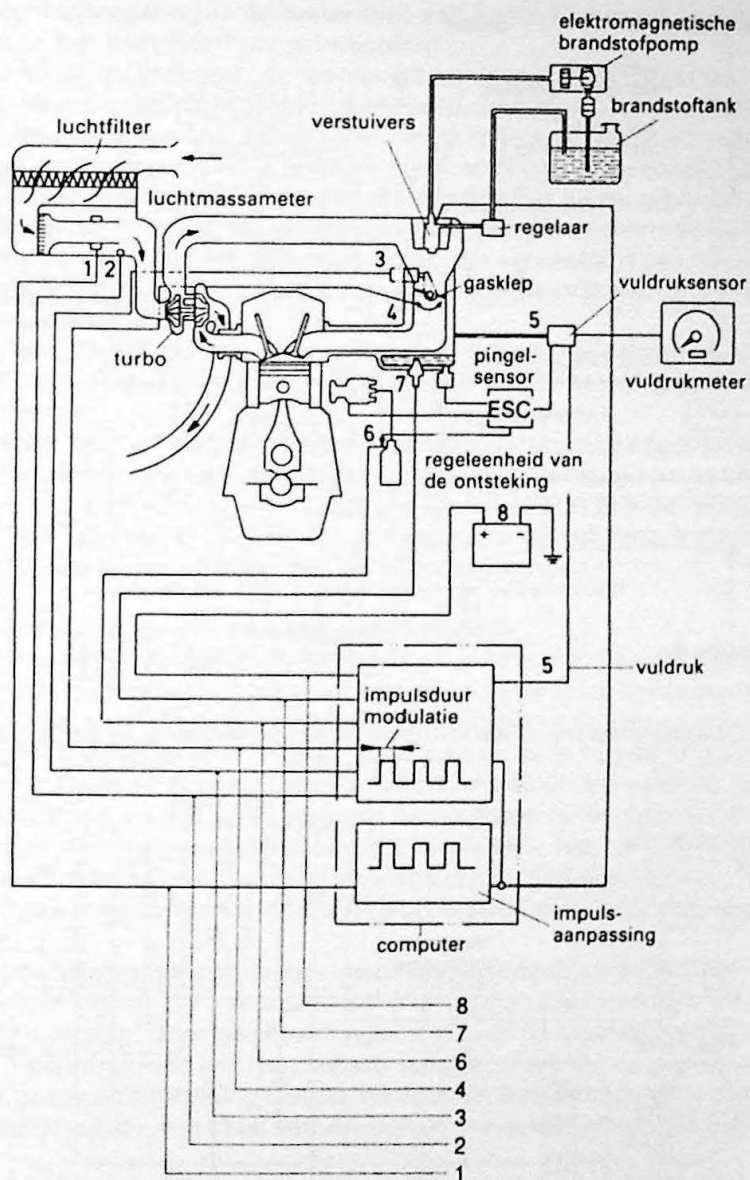 elektromagnetische
brandstofpomp
brandstoftank
luchtfilter
verstuivers
luchtmassameter
regelaar
1
2
3
gasklep
4
vuldruksensor
5
turbo
7
pingel-
sensor
vuldrukmeter
ESC
6
regeleenheid van
de ontsteking
8
+ -
5
vuldruk
impulsduur
modulatie
impuls-
aanpassing
computer
8
7
6
4
3
2
1